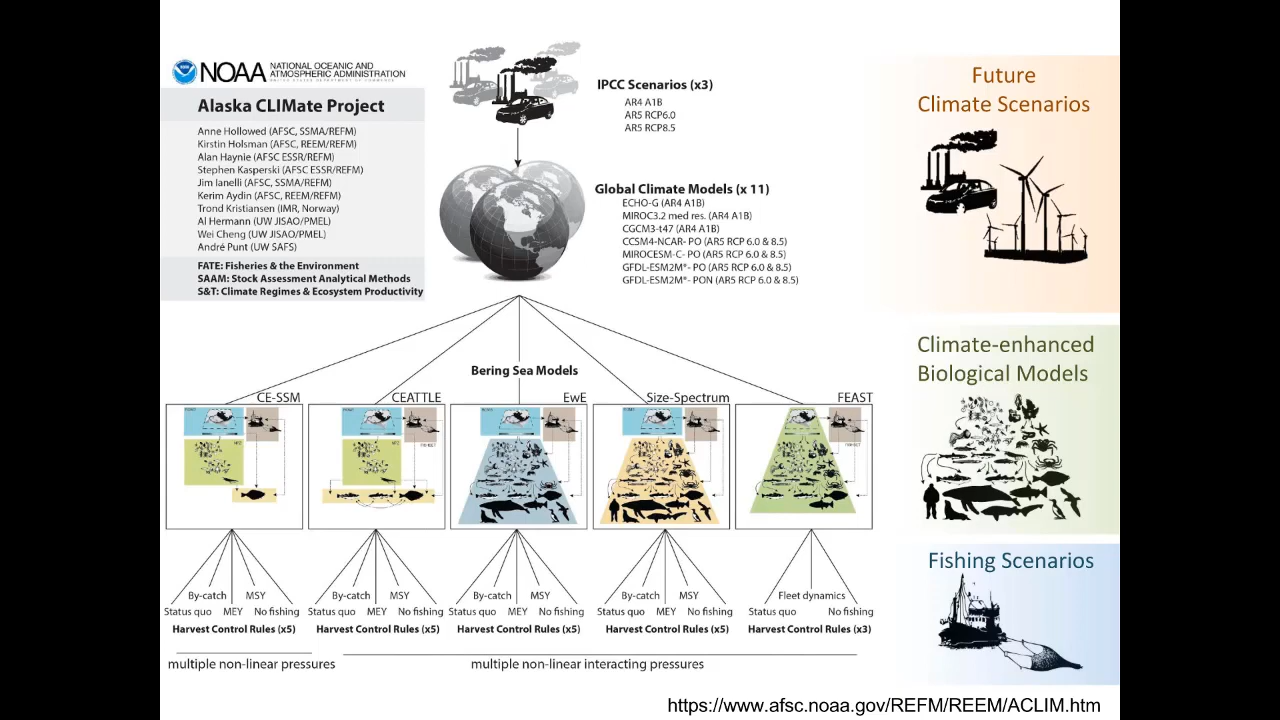 NOAA NATIONAL OCEANIC AND
ATMOSPHERIC ADMINISTRATION
UNITED STATES DEPARTMENT OF COMMERCE
Alaska CLIMate Project
Anne Hollowed (AFSC, SSMA/REFM)
Kirstin Holsman (AFSC, REEM/REFM)
Alan Haynie (AFSC ESSR/REFM)
Stephen Kasperski (AFSC ESSR/REFM)
Jim Ianelli (AFSC, SSMA/REFM)
Kerim Aydin (AFSC, REEM/REFM)
Trond Kristiansen (IMR, Norway)
Al Hermann (UW JISAO/PMEL)
Wei Cheng (UW JISAO/PMEL)
André Punt (UW SAFS)
FATE: Fisheries & the Environment
SAAM: Stock Assessment Analytical Methods
S&T: Climate Regimes & Ecosystem Productivity
IPCC Scenarios (x3)
AR4 A1B
AR5 RCP6.0
AR5 RCP8.5
Global Climate Models (x 11)
ECHO-G (AR4 A1B)
MIROC3.2 med res. (AR4 A1B)
CGCM3-t47 (AR4 A1B)
CCSM4-NCAR- PO (AR5 RCP 6.0 & 8.5)
MIROCESM-C- PO (AR5 RCP 6.0 & 8.5)
GFDL-ESM2M*- PO (AR5 RCP 6.0 & 8.5)
GFDL-ESM2M*- PON (AR5 RCP 6.0 & 8.5)
Future
Climate Scenarios
Bering Sea Models
CE-SSM
CEATTLE
EwE
Size-Spectrum
FEAST
Climate-enhanced
Biological Models
By-catch MSY
Status quo MEY No fishing
Harvest Control Rules (x5)
By-catch MSY
Status quo MEY No fishing
Harvest Control Rules (x5)
By-catch MSY
Status quo MEY No fishing
Harvest Control Rules (x5)
By-catch MSY
Status quo MEY No fishing
Harvest Control Rules (x5)
Fleet dynamics
Status quo No fishing
Harvest Control Rules (x3)
multiple non-linear pressures
multiple non-linear interacting pressures
Fishing Scenarios
https://www.afsc.noaa.gov/REFM/REEM/ACLIM.htm